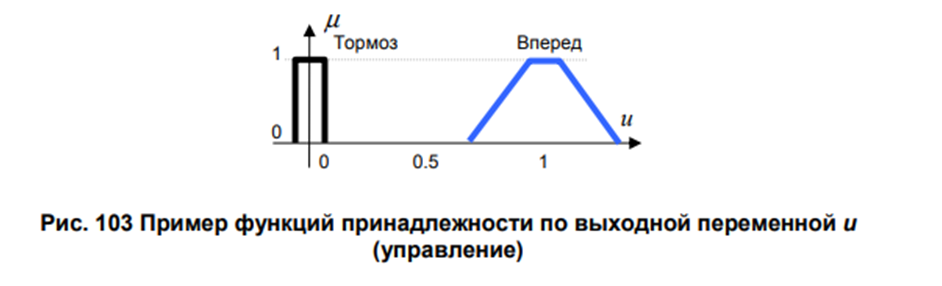 μ
Тормоз Вперед
1
0
u
0 0.5 1
Рис. 103 Пример функций принадлежности по выходной переменной u
(управление)